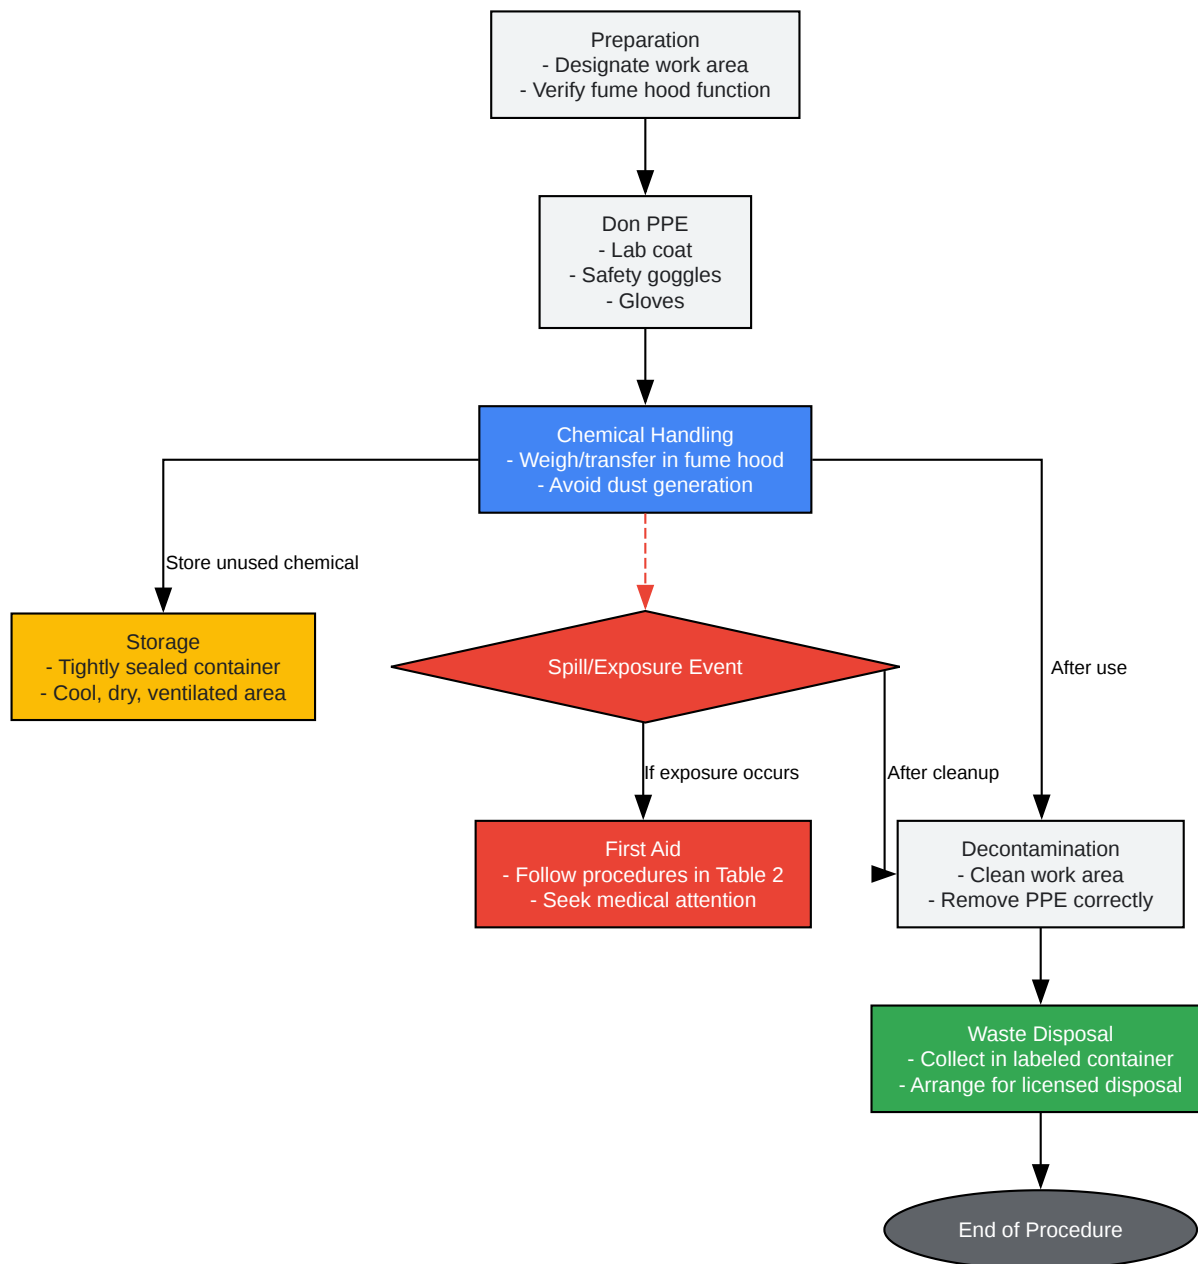 Preparation
- Designate work area
- Verify fume hood function
Don PPE
- Lab coat
- Safety goggles
- Gloves
Chemical Handling
- Weigh/transfer in fume hood
- Avoid dust generation
Store unused chemical
Storage
- Tightly sealed container
- Cool, dry, ventilated area
Spill/Exposure Event
After use
If exposure occurs
After cleanup
First Aid
- Follow procedures in Table 2
- Seek medical attention
Decontamination
- Clean work area
- Remove PPE correctly
Waste Disposal
- Collect in labeled container
- Arrange for licensed disposal
End of Procedure